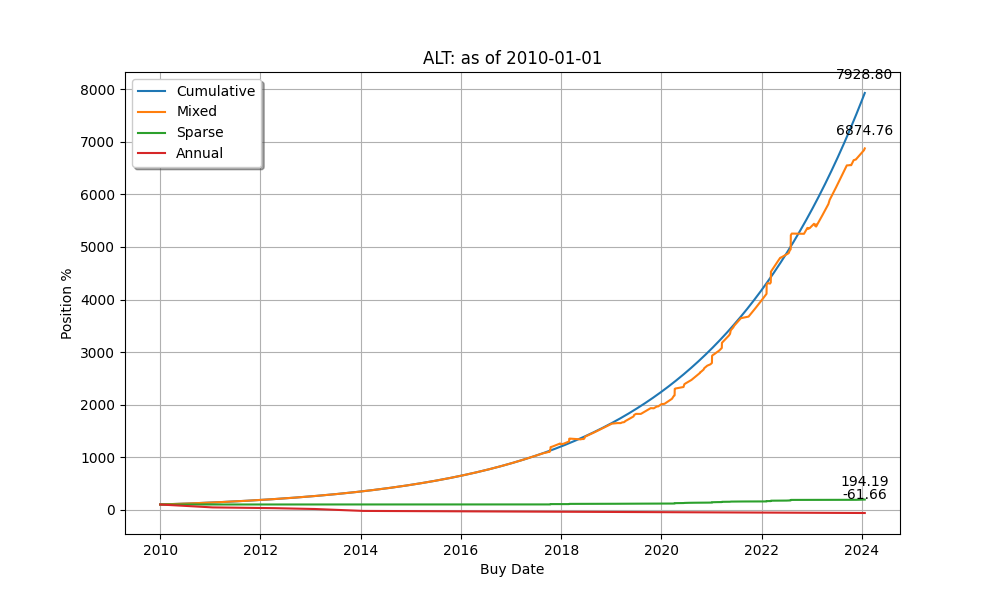 ALT: as of 2010-01-01
7928.80
8000
Cumulative
Mixed
Sparse
Annual
6874.76
7000
6000
5000
4000
3000
2000
1000
194.19
-61.66
0
Position %
2010 2012 2014 2016 2018 2020 2022 2024
Buy Date